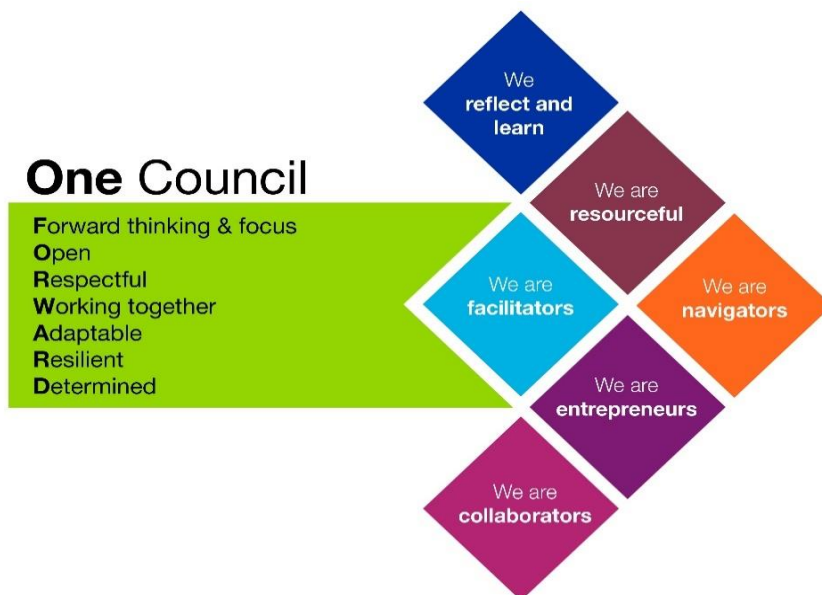 One Council
Forward thinking & focus
Open
Respectful
Working together
Adaptable
Resilient
Determined
We
reflect and
learn
We are
resourceful
We are
facilitators
We are
navigators
We are
entrepreneurs
We are
collaborators